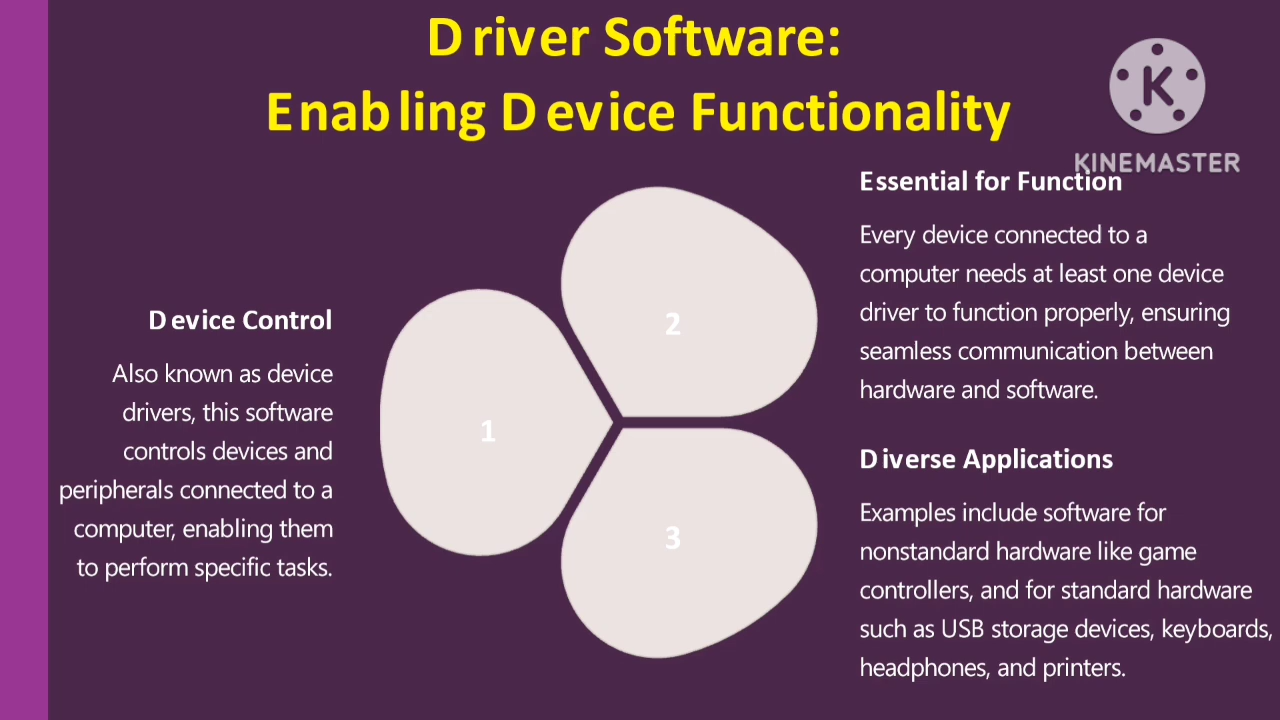 Driver Software:
Enabling Device Functionality
K
KINEMASTER
Device Control
Also known as device
drivers, this software
controls devices and
peripherals connected to a
computer, enabling them
to perform specific tasks.
1
2
3
Essential for Function
Every device connected to a
computer needs at least one device
driver to function properly, ensuring
seamless communication between
hardware and software.
Diverse Applications
Examples include software for
nonstandard hardware like game
controllers, and for standard hardware
such as USB storage devices, keyboards,
headphones, and printers.